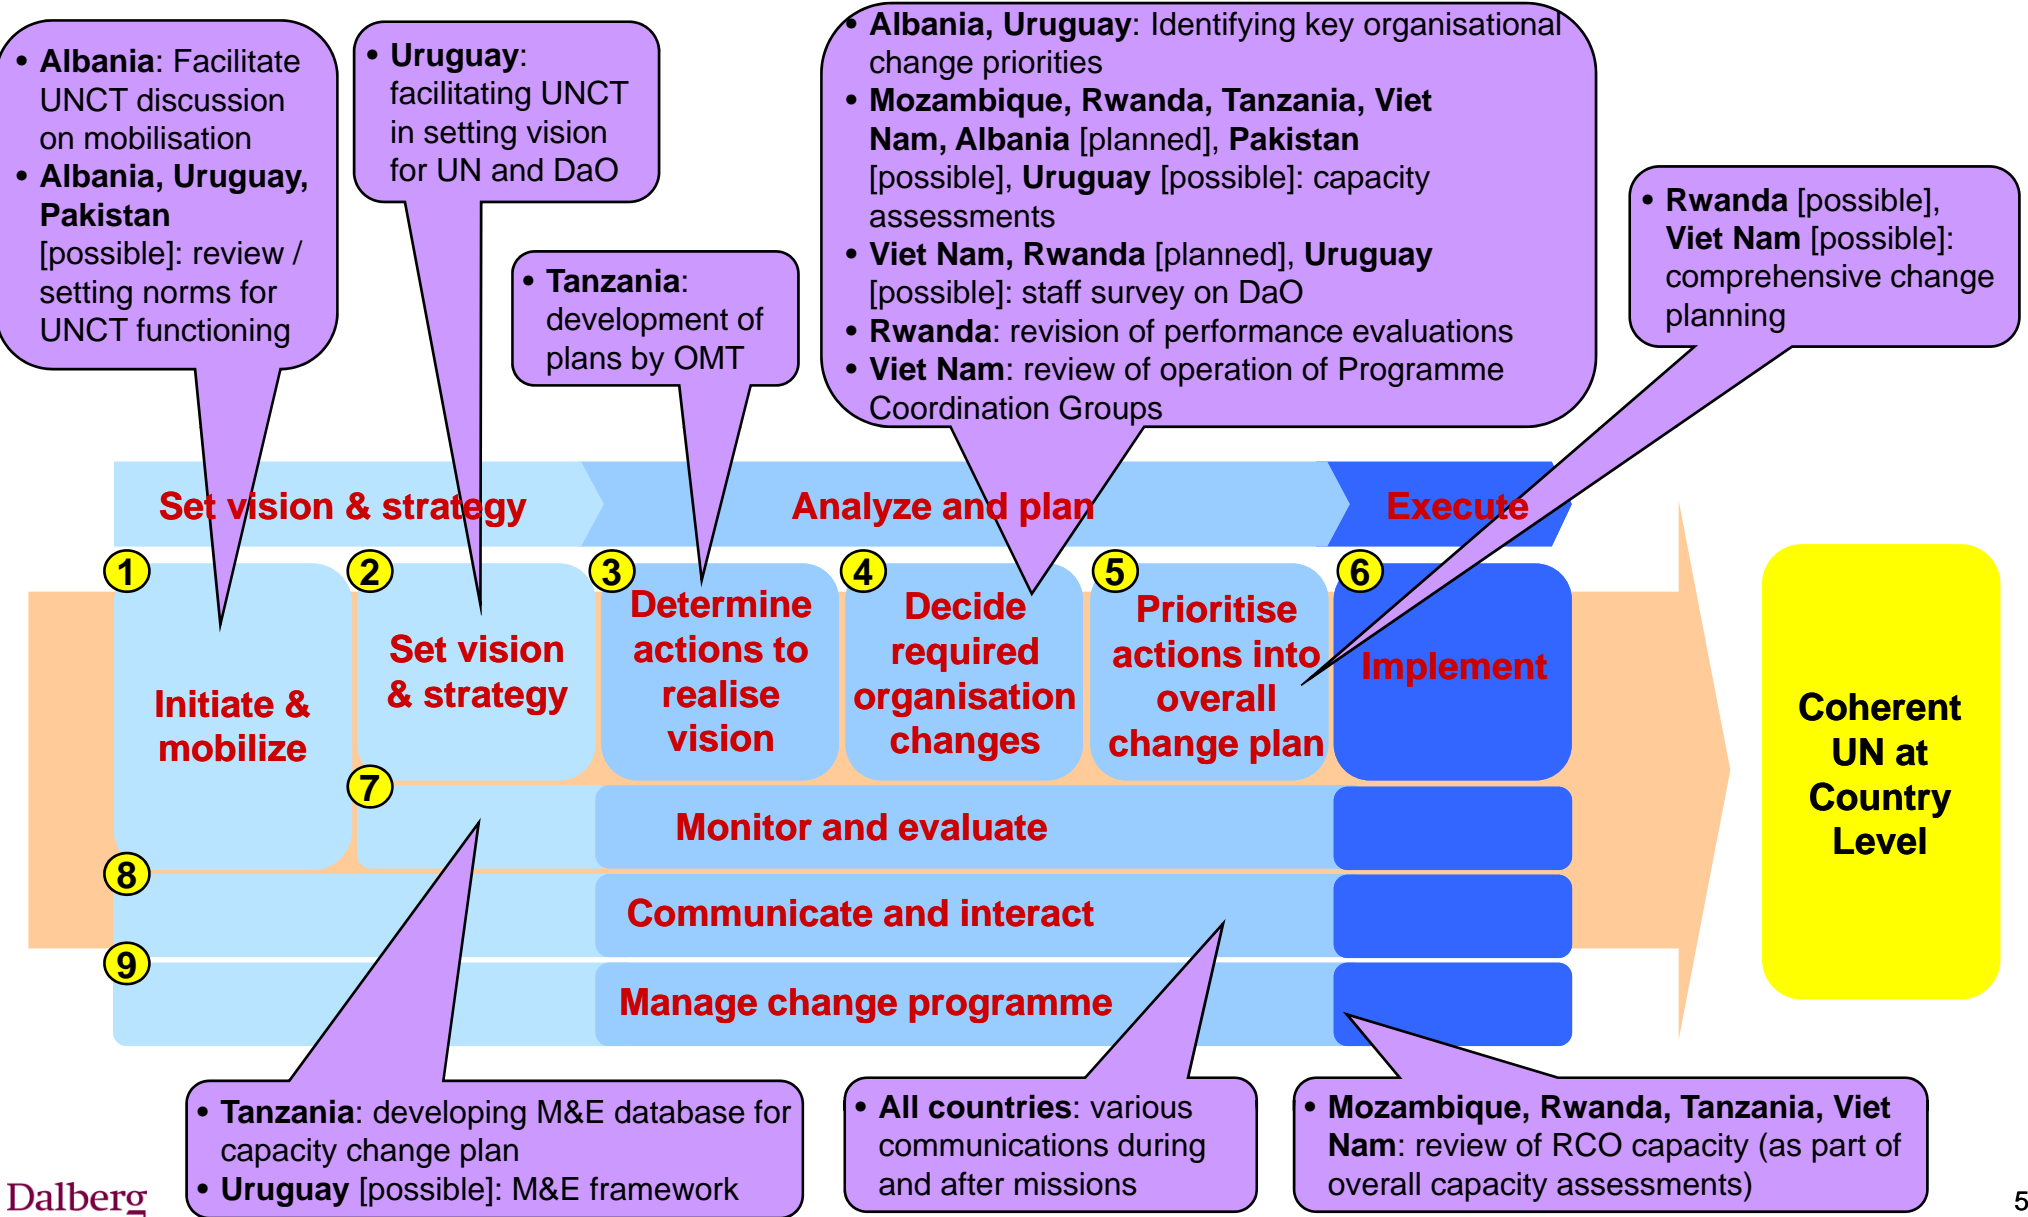 • Albania: Facilitate
UNCT discussion
on mobilisation
• Albania, Uruguay,
Pakistan
[possible]: review /
setting norms for
UNCT functioning
• Uruguay:
facilitating UNCT
in setting vision
for UN and DaO
• Tanzania:
development of
plans by OMT
• Albania, Uruguay: Identifying key organisational
change priorities
• Mozambique, Rwanda, Tanzania, Viet
Nam, Albania [planned], Pakistan
[possible], Uruguay [possible]: capacity
assessments
• Viet Nam, Rwanda [planned], Uruguay
[possible]: staff survey on DaO
• Rwanda: revision of performance evaluations
• Viet Nam: review of operation of Programme
Coordination Groups
• Rwanda [possible],
Viet Nam [possible]:
comprehensive change
planning
Set vision & strategy
Analyze and plan
Execute
1
Initiate &
mobilize
2
Set vision
& strategy
3
Determine
actions to
realise
vision
4
Decide
required
organisation
changes
5
Prioritise
actions into
overall
change plan
6
Implement
7
Monitor and evaluate
8
Communicate and interact
9
Manage change programme
Coherent
UN at
Country
Level
• Tanzania: developing M&E database for
capacity change plan
• Uruguay [possible]: M&E framework
• All countries: various
communications during
and after missions
• Mozambique, Rwanda, Tanzania, Viet
Nam: review of RCO capacity (as part of
overall capacity assessments)
Dalberg
5